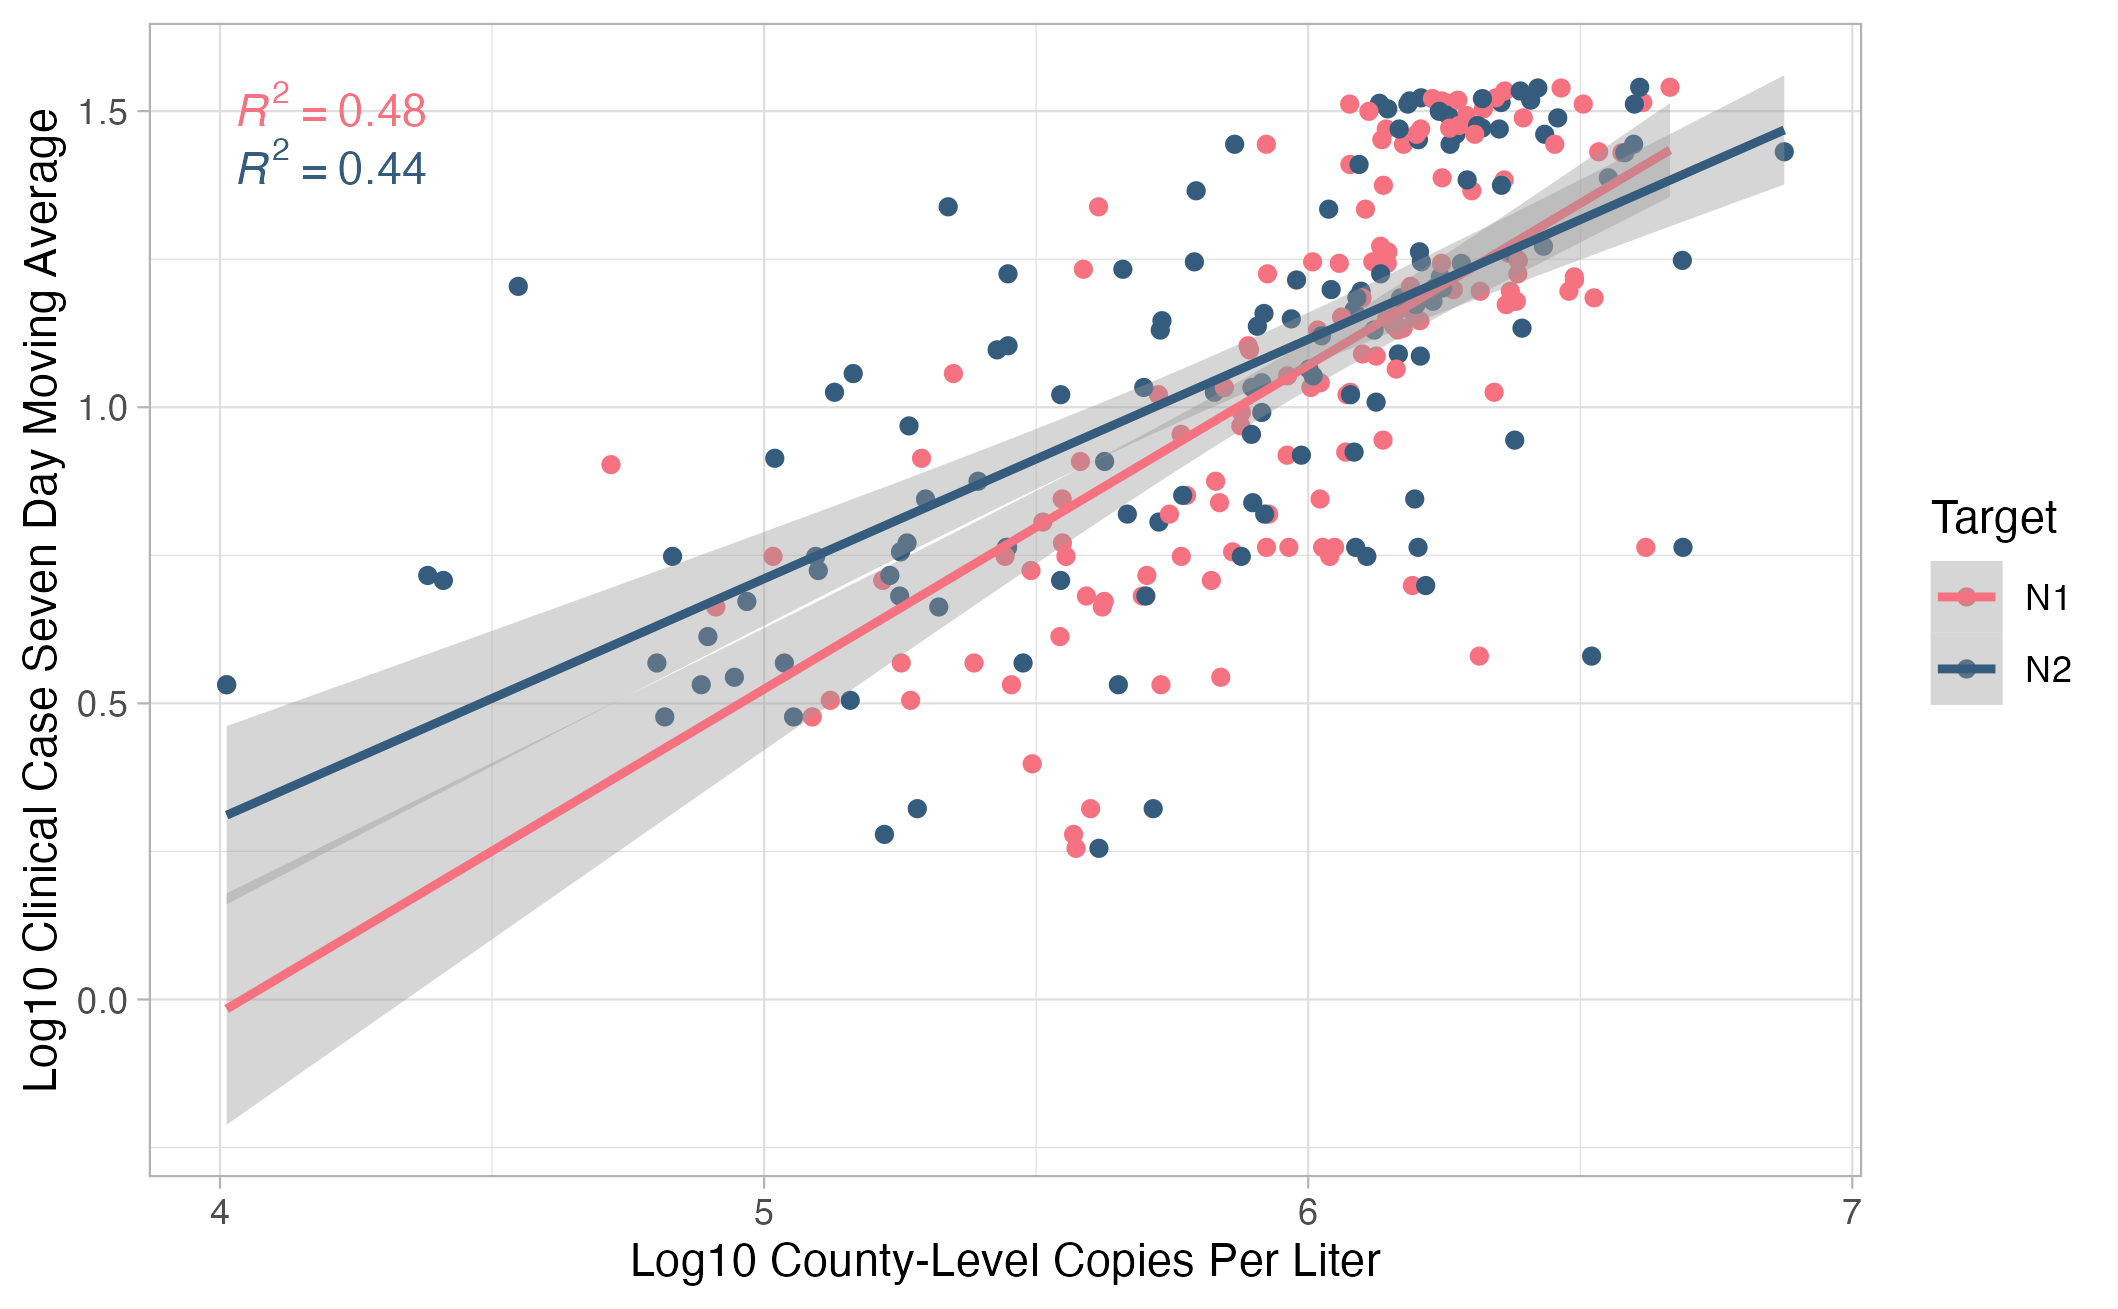 R² = 0.48
R² = 0.44
1.5
1.0
0.5
0.0
Log10 Clinical Case Seven Day Moving Average
4 5 6 7
Log10 County-Level Copies Per Liter
Target
N1
N2